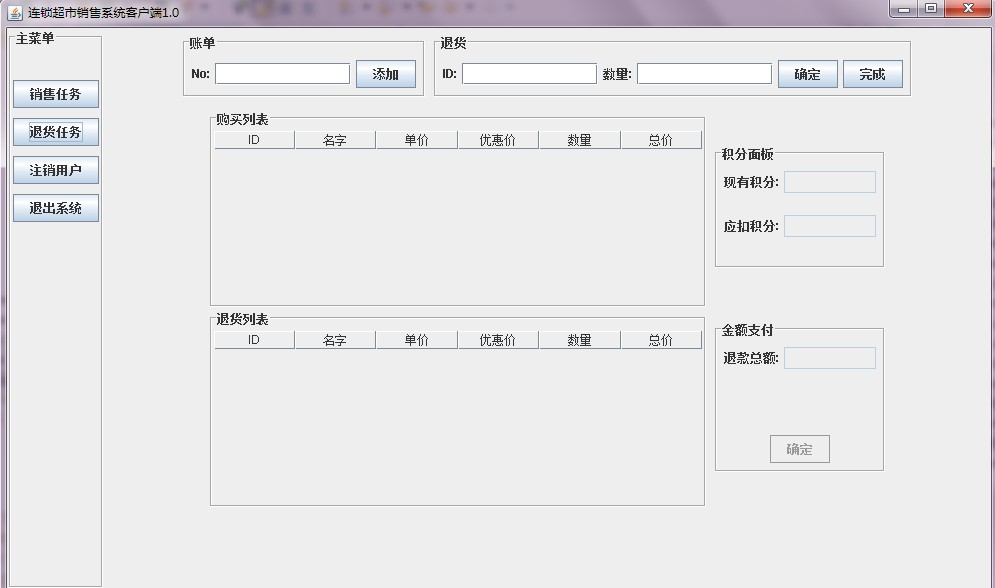 连锁超市销售系统客户端1.0
主菜单
销售任务
退货任务
注销用户
退出系统
账单
No: 添加
退货
ID: 数量: 确定 完成
购买列表
ID 名字 单价 优惠价 数量 总价
积分面板
现有积分:
应扣积分:
退货列表
ID 名字 单价 优惠价 数量 总价
金额支付
退款总额:
确定